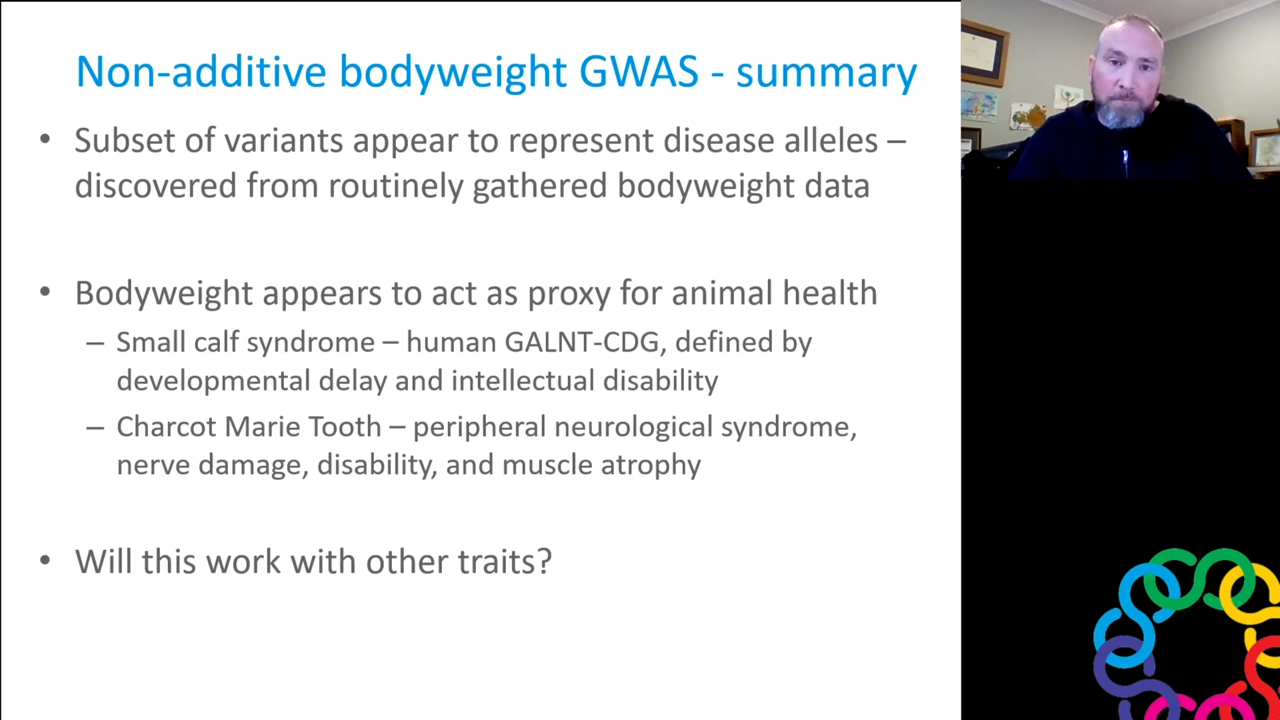 Non-additive bodyweight GWAS - summary
• Subset of variants appear to represent disease alleles –
discovered from routinely gathered bodyweight data
• Bodyweight appears to act as proxy for animal health
– Small calf syndrome – human GALNT-CDG, defined by
developmental delay and intellectual disability
– Charcot Marie Tooth – peripheral neurological syndrome,
nerve damage, disability, and muscle atrophy
• Will this work with other traits?